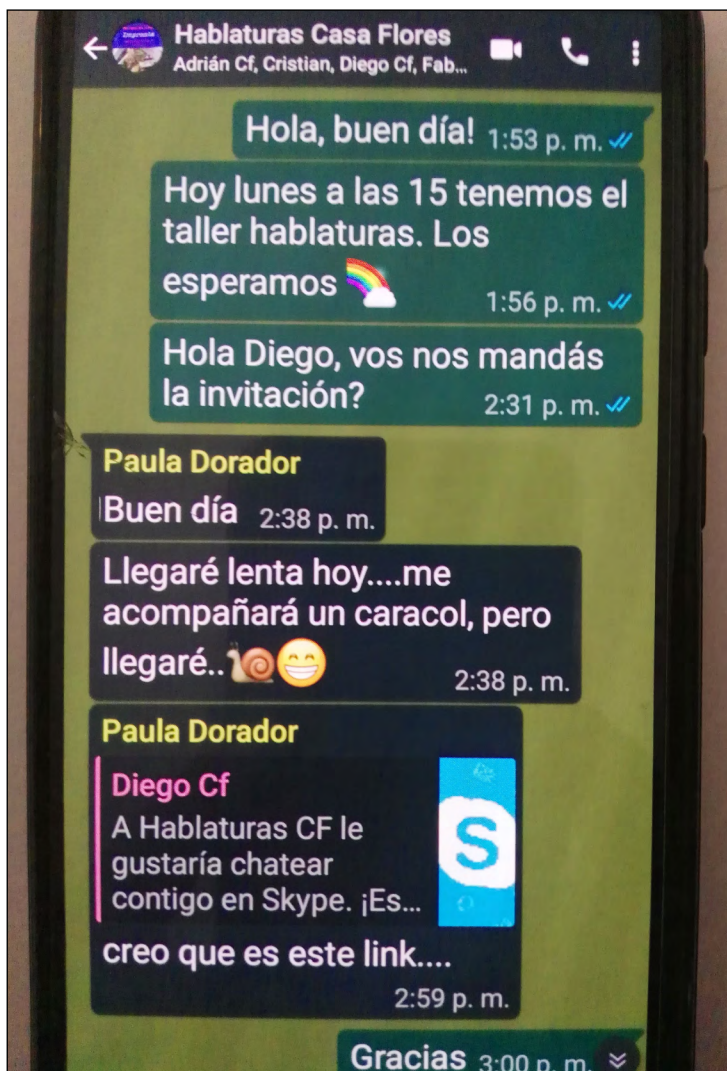 Hablaturas Casa Flores
Adrián Cf, Cristian, Diego Cf, Fab...
Imprenta
Hola, buen día! 1:53 p. m.
Hoy lunes a las 15 tenemos el
taller hablaturas. Los
esperamos 🌈
1:56 p. m.
Hola Diego, vos nos mandás
la invitación? 2:31 p. m.
Paula Dorador
Buen día 2:38 p. m.
Llegaré lenta hoy....me
acompañará un caracol, pero
llegaré..🐌😁
2:38 p. m.
Paula Dorador
Diego Cf
A Hablaturas CF le
gustaría chatear
contigo en Skype. ¡Es...
S
creo que es este link....
2:59 p. m.
Gracias 3:00 p. m.